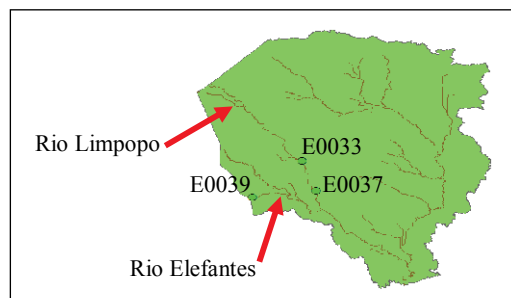 Rio Limpopo
E0033
E0039
E0037
Rio Elefantes